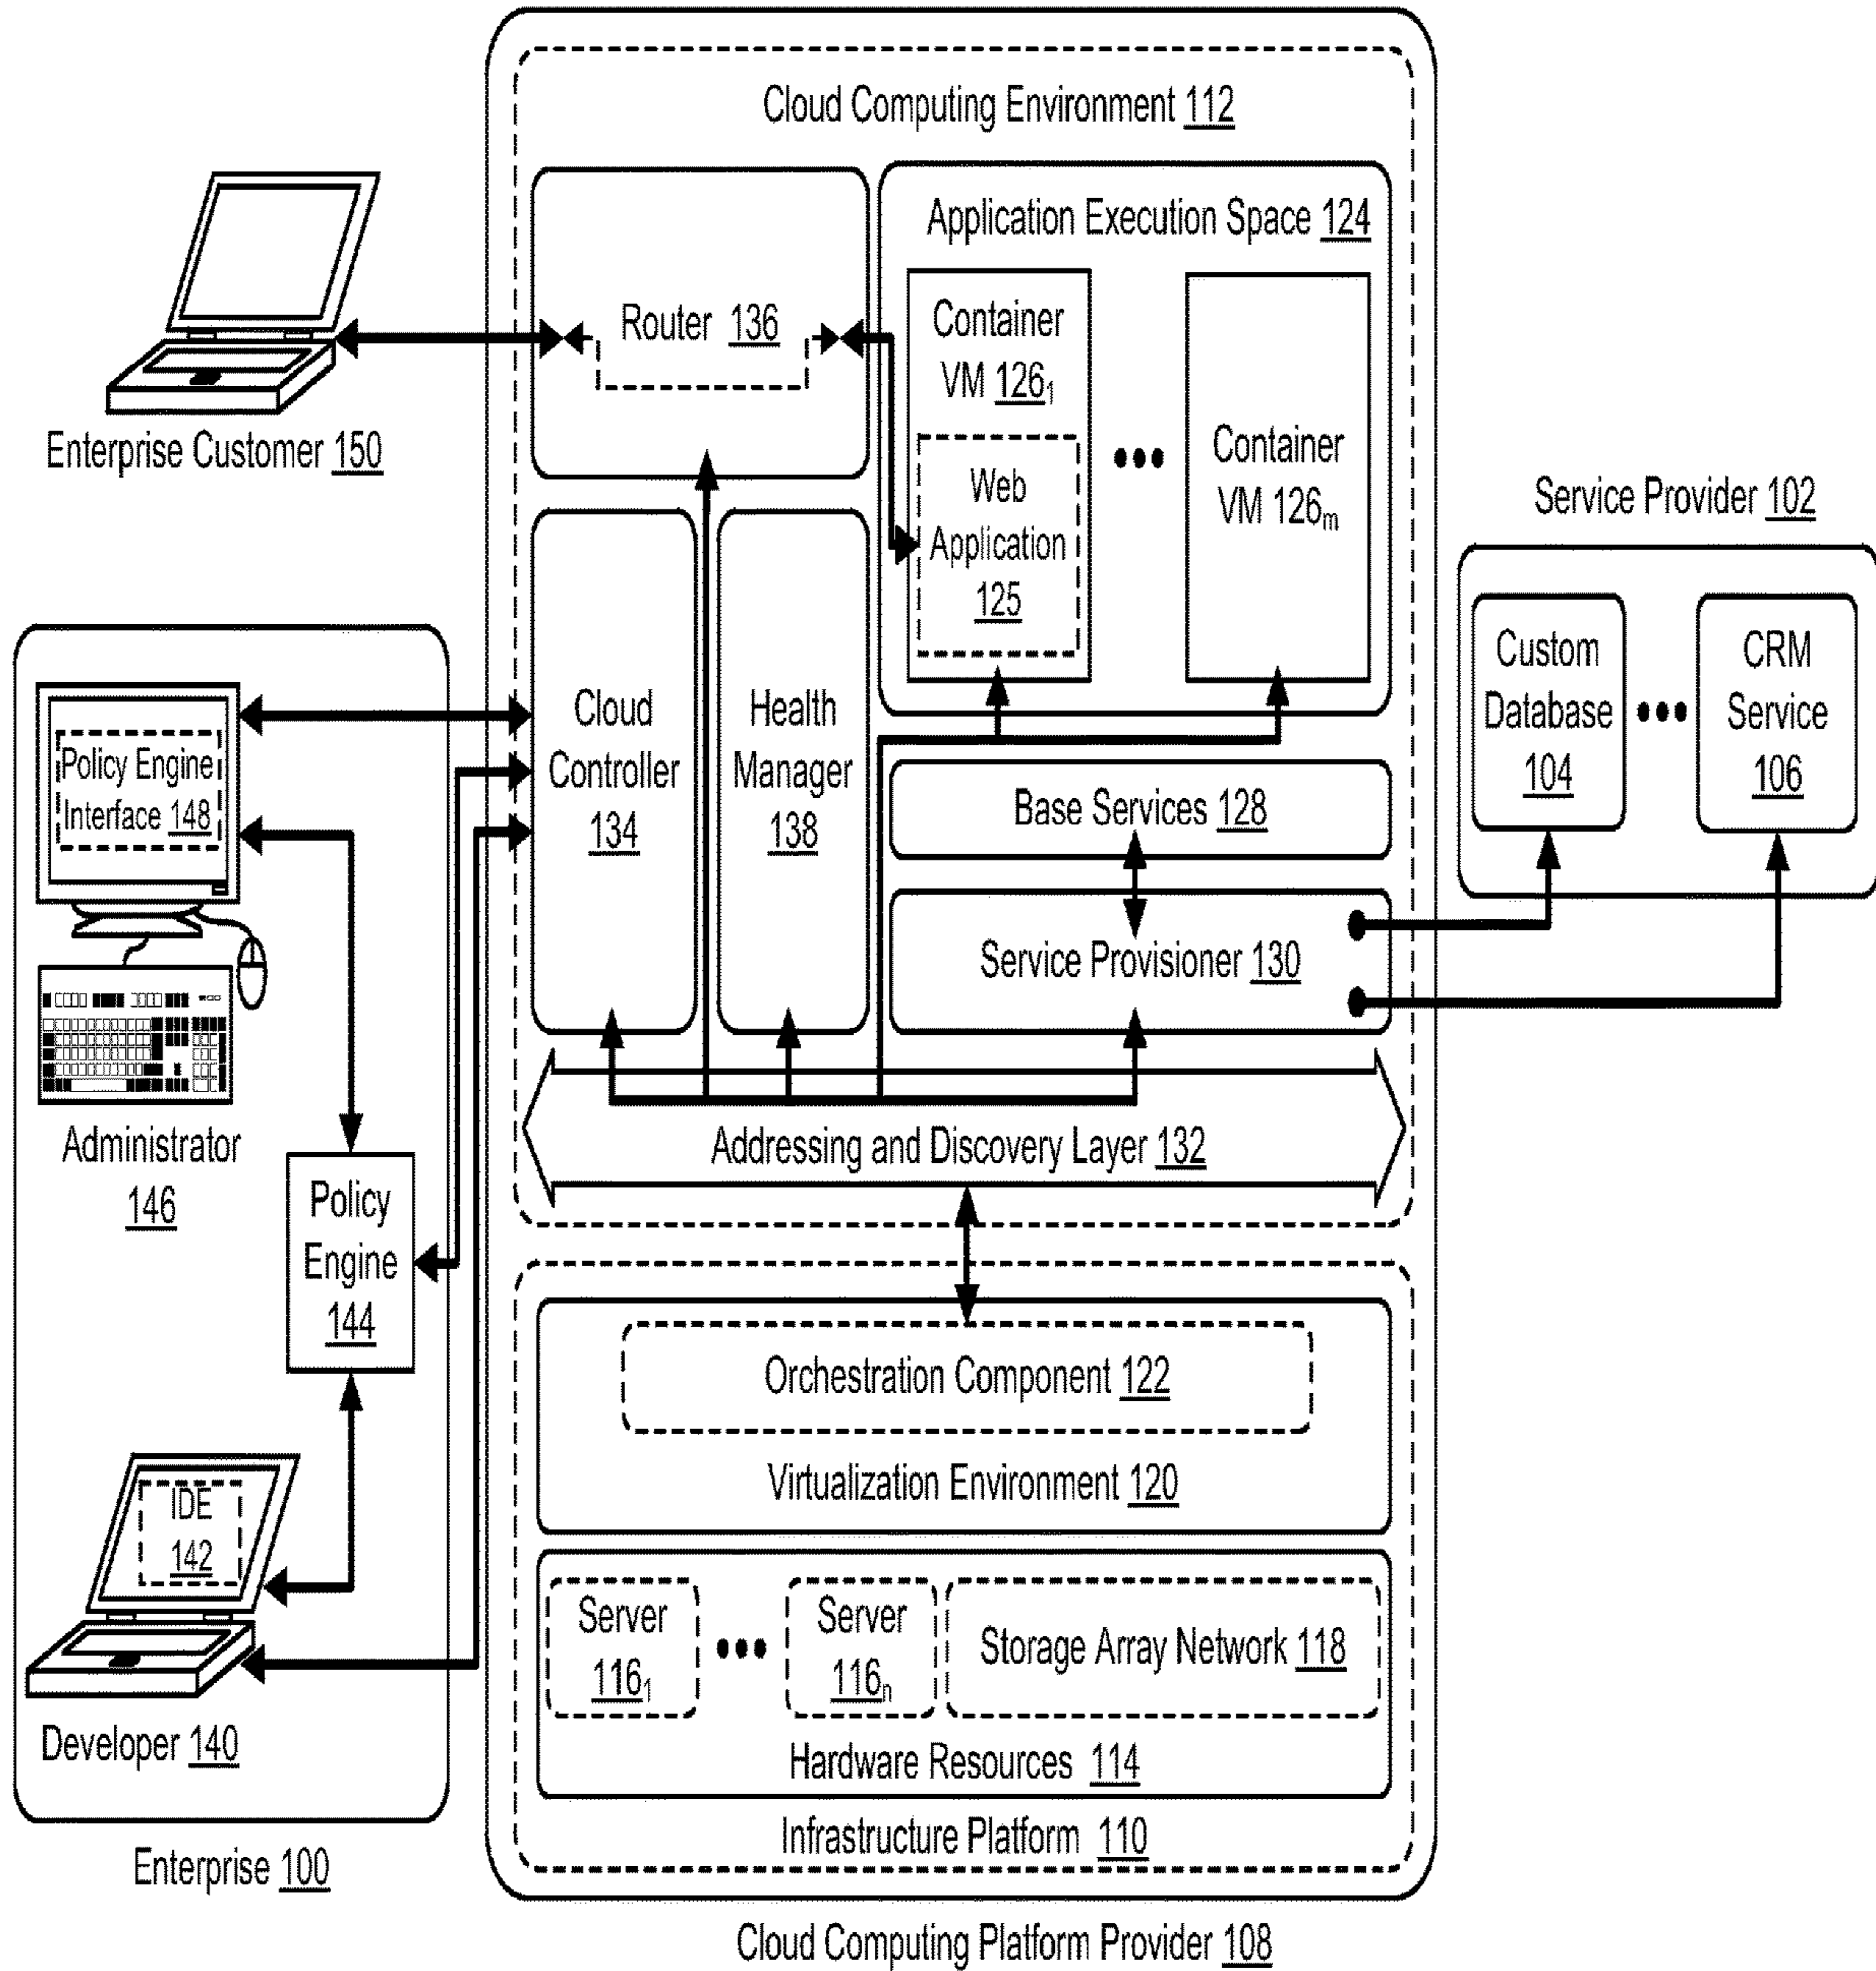 Cloud Computing Environment 112
Application Execution Space 124
Router 136
Container
VM 126₁
Web
Application
125
Container
VM 126ₘ
Enterprise Customer 150
Service Provider 102
Custom
Database
104
CRM
Service
106
Cloud
Controller
134
Health
Manager
138
Base Services 128
Service Provisioner 130
Policy Engine
Interface 148
Administrator
146
Addressing and Discovery Layer 132
Policy
Engine
144
Orchestration Component 122
Virtualization Environment 120
IDE
142
Developer 140
Server
116₁
Server
116ₙ
Storage Array Network 118
Hardware Resources 114
Infrastructure Platform 110
Enterprise 100
Cloud Computing Platform Provider 108